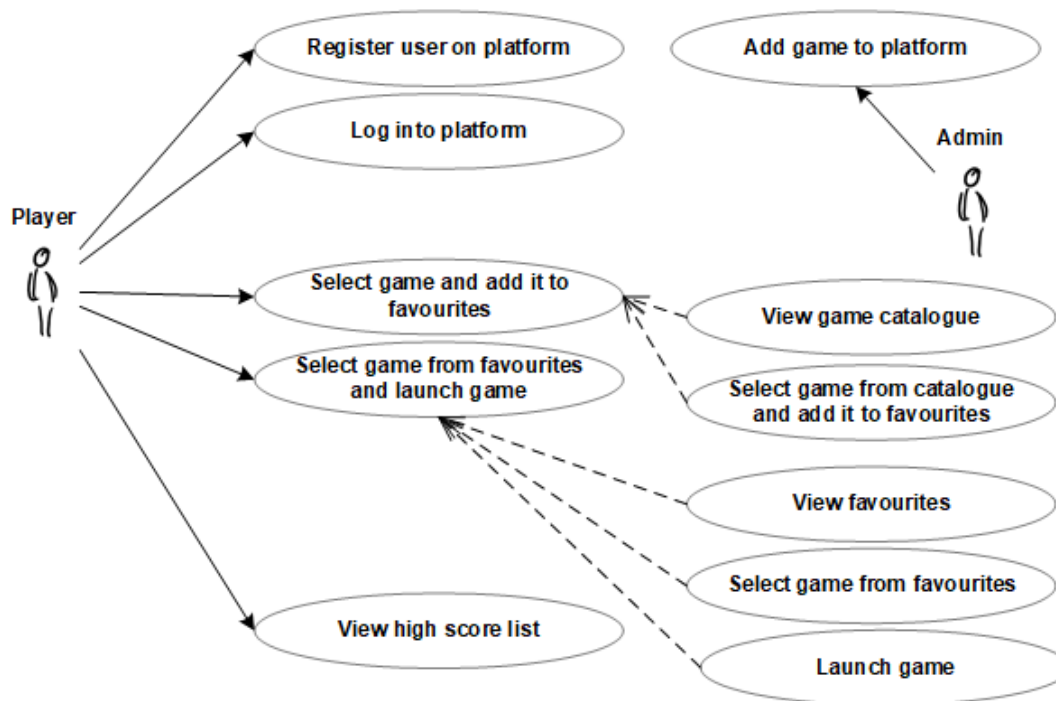 Register user on platform
Add game to platform
Log into platform
Admin
Player
Select game and add it to
favourites
View game catalogue
Select game from favourites
and launch game
Select game from catalogue
and add it to favourites
View favourites
Select game from favourites
View high score list
Launch game